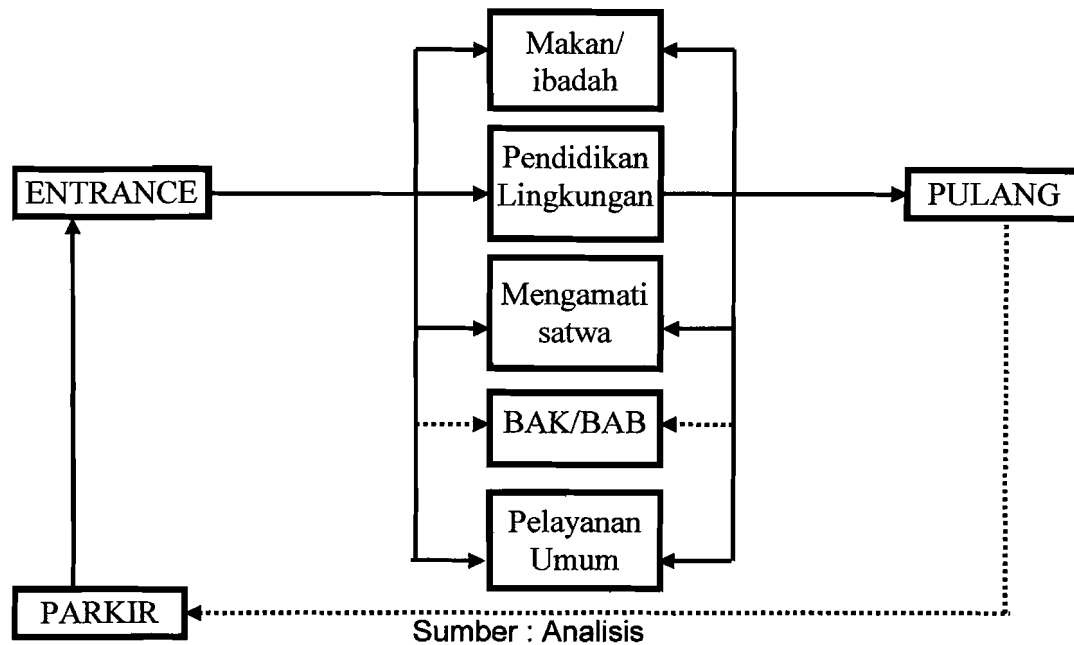 Makan/
ibadah
Pendidikan
Lingkungan
ENTRANCE
PULANG
Mengamati
satwa
BAK/BAB
Pelayanan
Umum
PARKIR
Sumber : Analisis